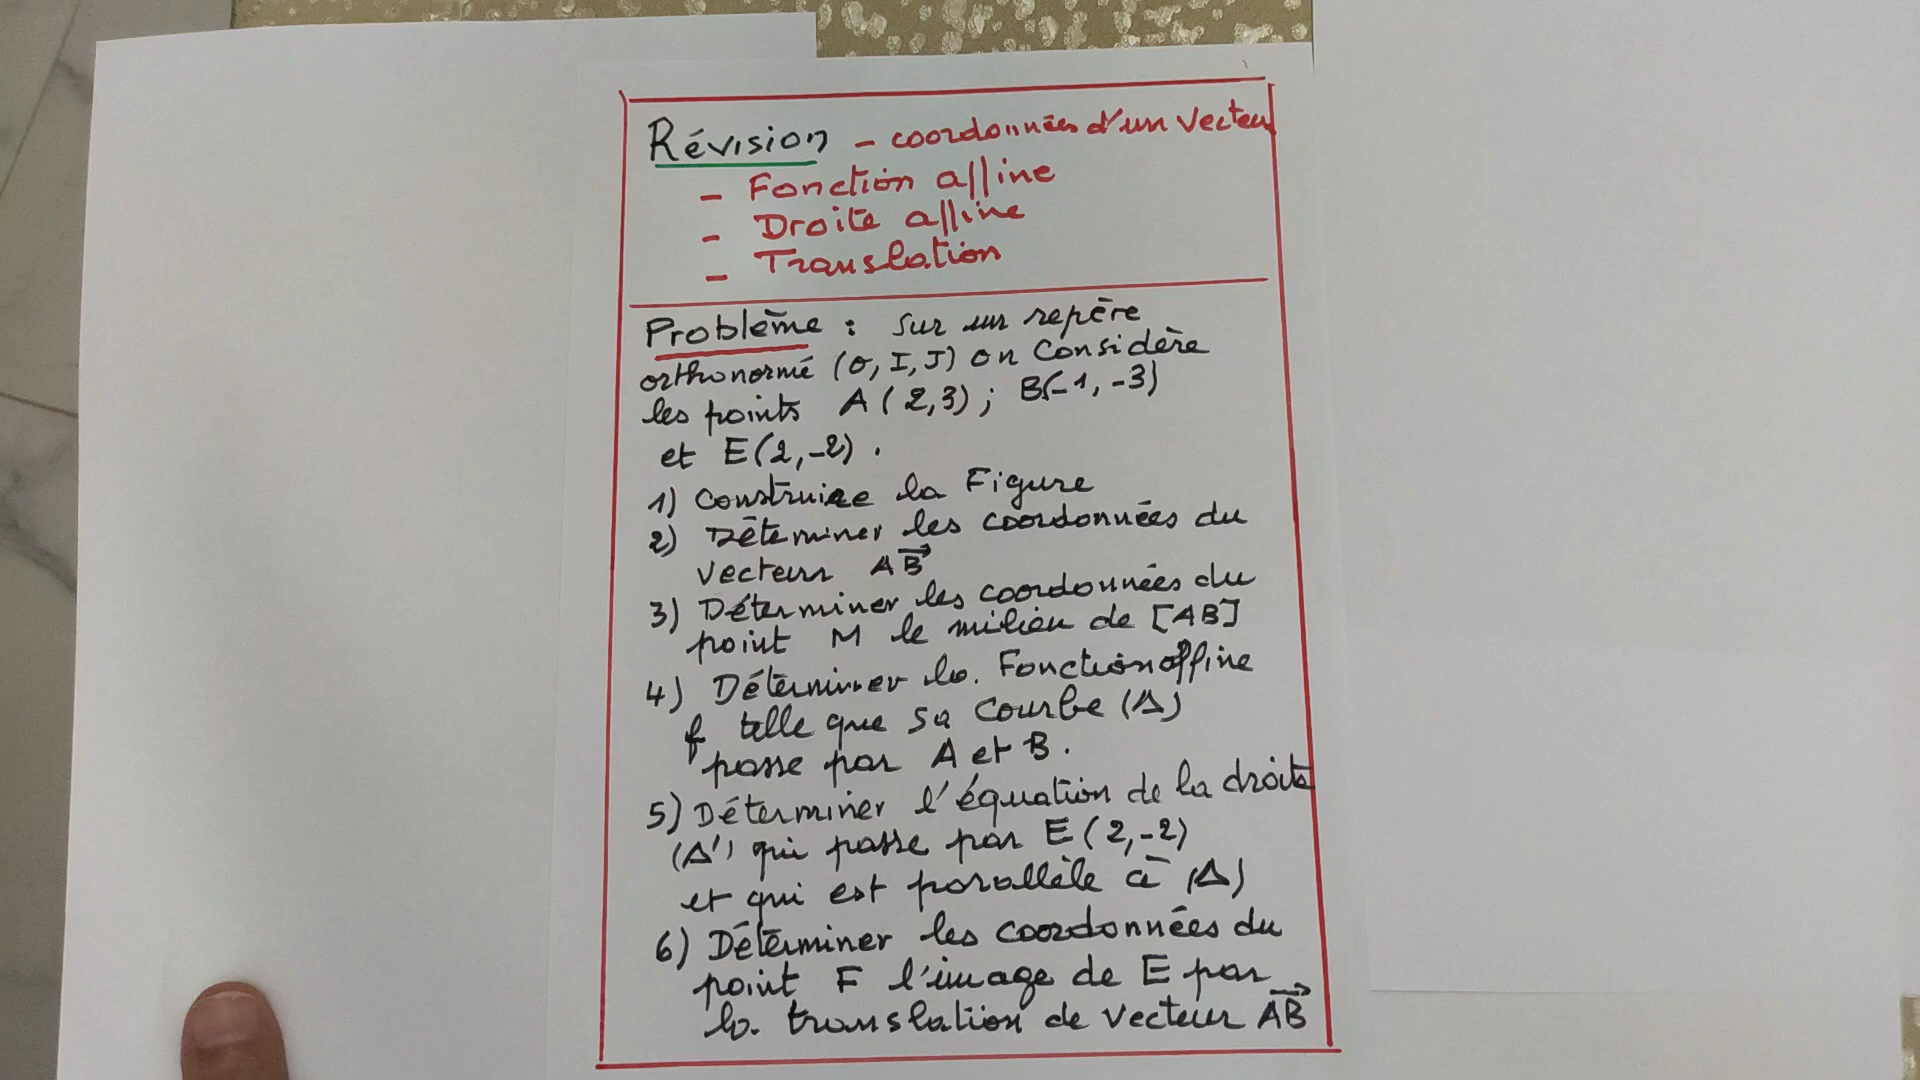 Révision - coordonnées d'un vecteur
- Fonction affine
- Droite affine
- Translation
Problème : sur un repère
orthonormé (O, I, J) on considère
les points A(2,3) ; B(-1, -3)
et E(2,-2) .
1) Construire la Figure
2) Déterminer les coordonnées du
vecteur AB→
3) Déterminer les coordonnées du
point M le milieu de [AB]
4) Déterminer la Fonction affine
f telle que sa courbe (Δ)
passe par A et B .
5) Déterminer l'équation de la droite
(Δ') qui passe par E(2,-2)
et qui est parallèle à (Δ)
6) Déterminer les coordonnées du
point F l'image de E par
la translation de vecteur AB→